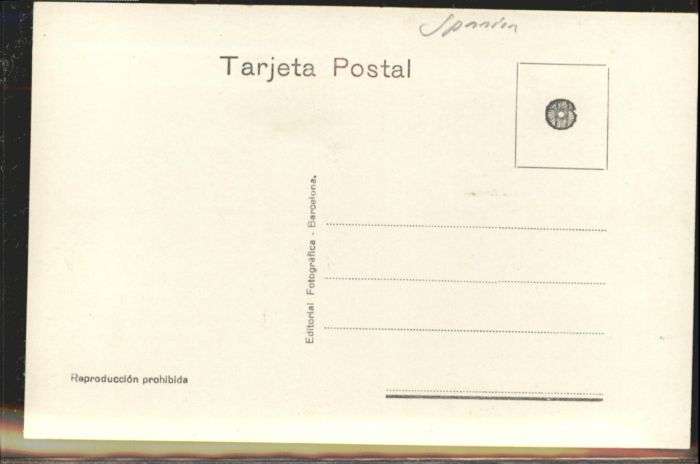 Spanien
Tarjeta Postal
Editorial Fotográfica - Barcelona.
Reproducción prohibida